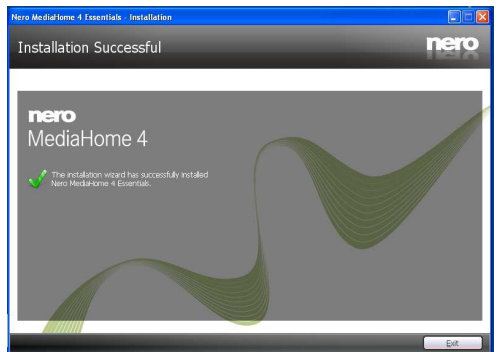 Nero MediaHome 4 Essentials - Installation
Installation Successful
nero
nero
MediaHome 4
The installation wizard has successfully installed
Nero MediaHome 4 Essentials.
Exit